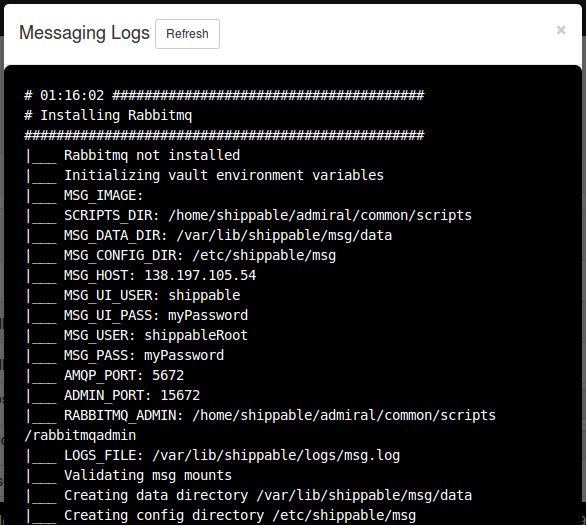 Messaging Logs Refresh ×
# 01:16:02 #######################################
# Installing Rabbitmq
##################################################
|___ Rabbitmq not installed
|___ Initializing vault environment variables
|___ MSG_IMAGE:
|___ SCRIPTS_DIR: /home/shippable/admiral/common/scripts
|___ MSG_DATA_DIR: /var/lib/shippable/msg/data
|___ MSG_CONFIG_DIR: /etc/shippable/msg
|___ MSG_HOST: 138.197.105.54
|___ MSG_UI_USER: shippable
|___ MSG_UI_PASS: myPassword
|___ MSG_USER: shippableRoot
|___ MSG_PASS: myPassword
|___ AMQP_PORT: 5672
|___ ADMIN_PORT: 15672
|___ RABBITMQ_ADMIN: /home/shippable/admiral/common/scripts
/rabbitmqadmin
|___ LOGS_FILE: /var/lib/shippable/logs/msg.log
|___ Validating msg mounts
|___ Creating data directory /var/lib/shippable/msg/data
|___ Creating config directory /etc/shippable/msg